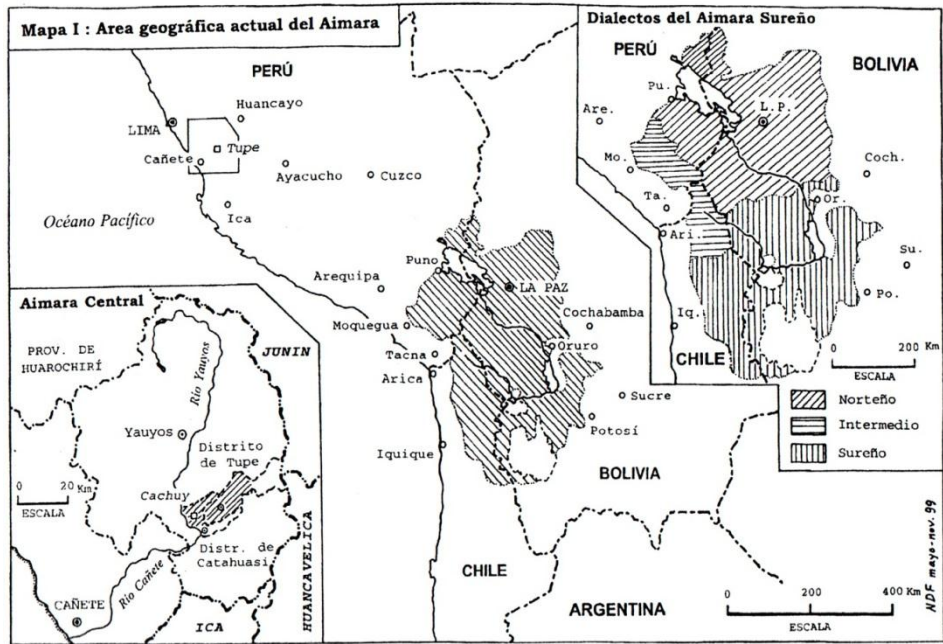 Mapa I : Area geográfica actual del Aimara
PERÚ
Huancayo
LIMA
Tupe
Cañete
Ayacucho
Cuzco
Ica
Océano Pacífico
Arequipa
Puno
LA PAZ
Moquegua
Cochabamba
Tacna
Oruro
Arica
Sucre
Potosí
Iquique
BOLIVIA
CHILE
ARGENTINA
0 200 400 Km
ESCALA
NDF mayo-nov. 99
Dialectos del Aimara Sureño
PERÚ
BOLIVIA
Pu.
L.P.
Are.
Mo.
Coch.
Ta.
Or.
Ari.
Su.
Po.
Iq.
CHILE
0 200 Km
ESCALA
Norteño
Intermedio
Sureño
Aimara Central
PROV. DE
HUAROCHIRÍ
JUNIN
Río Yauyos
Yauyos
Distrito
de Tupe
0 20 Km
ESCALA
Cachuy
Distr. de
Catahuasi
HUANCAVELICA
Río Cañete
CAÑETE
ICA